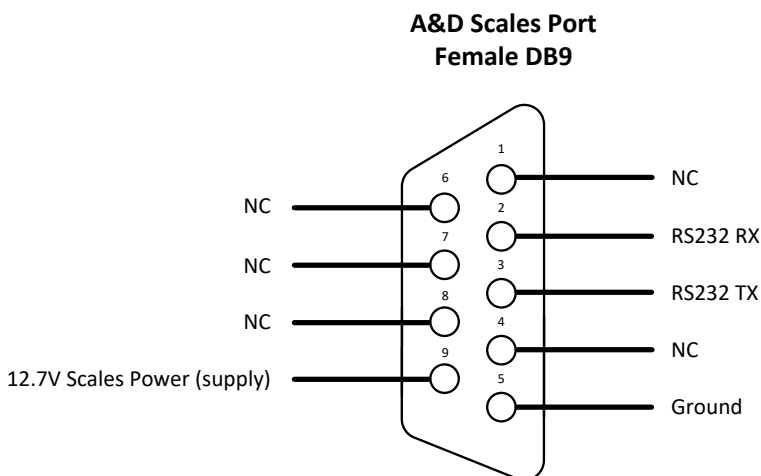 A&D Scales Port
Female DB9
1
NC
6
NC
2
RS232 RX
7
NC
3
RS232 TX
8
NC
4
NC
9
12.7V Scales Power (supply)
5
Ground